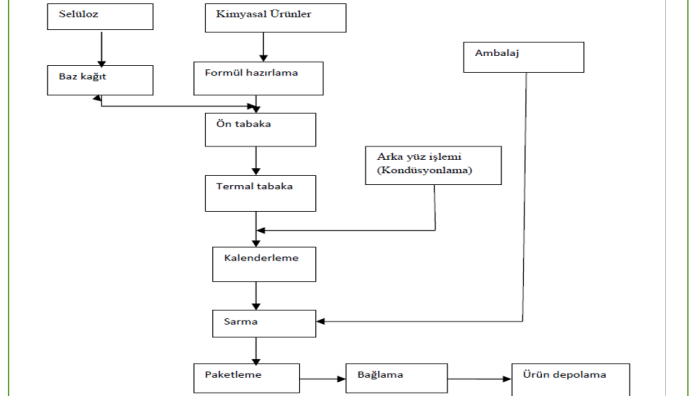 Selüloz
Kimyasal Ürünler
Ambalaj
Baz kağıt
Formül hazırlama
Ön tabaka
Arka yüz işlemi
(Kondüsyonlama)
Termal tabaka
Kalenderleme
Sarma
Paketleme
Bağlama
Ürün depolama